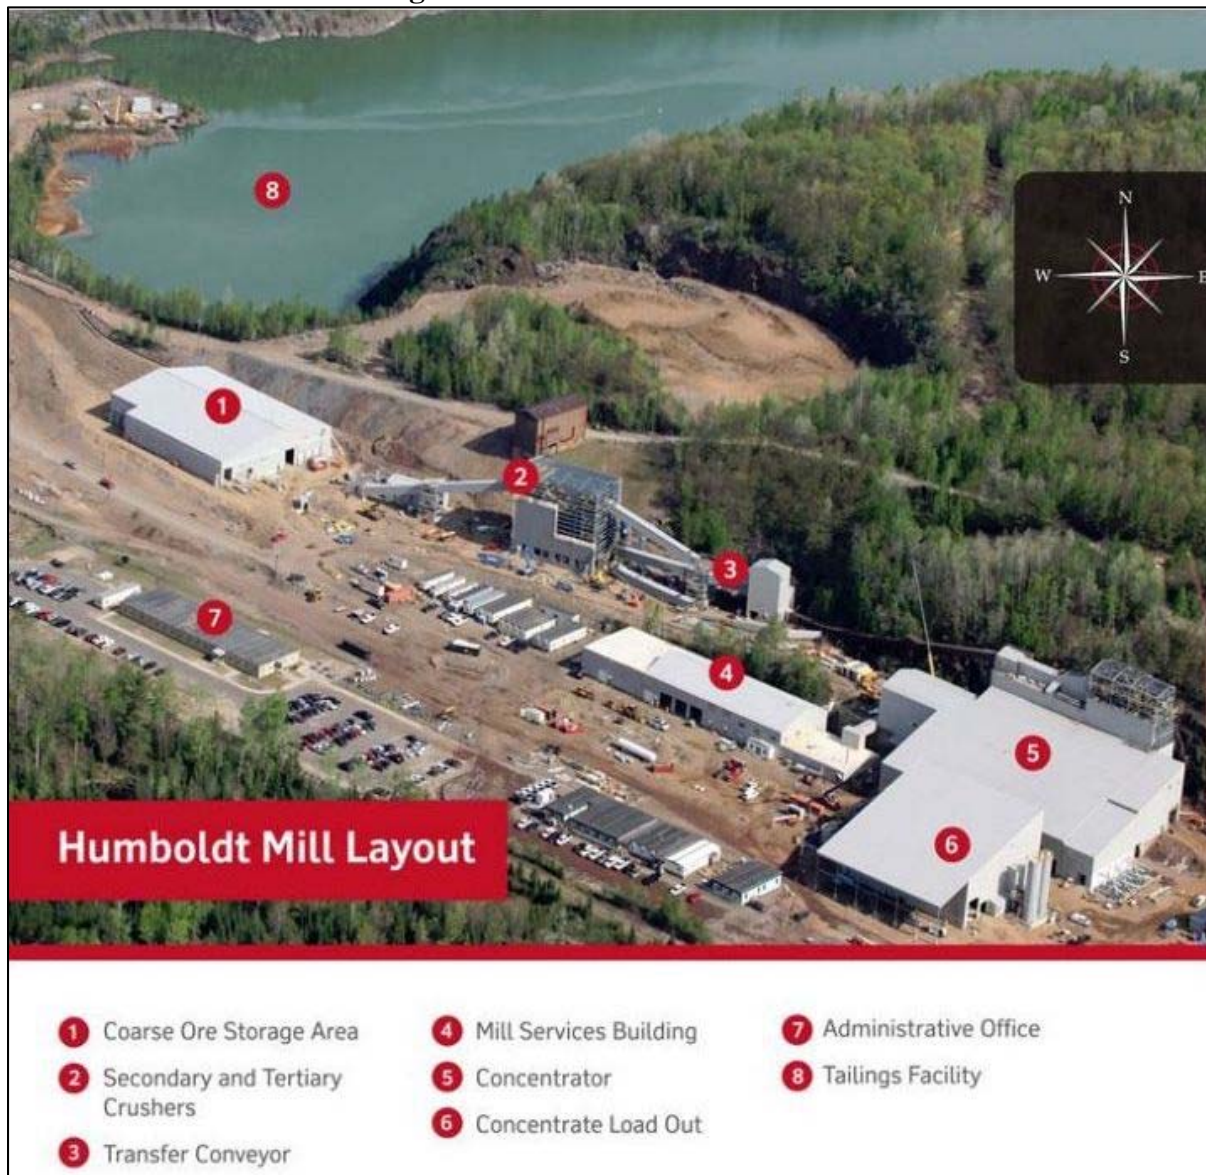 8
N
W
E
S
1
2
3
7
4
5
6
Humboldt Mill Layout
1 Coarse Ore Storage Area
2 Secondary and Tertiary
Crushers
3 Transfer Conveyor
4 Mill Services Building
5 Concentrator
6 Concentrate Load Out
7 Administrative Office
8 Tailings Facility